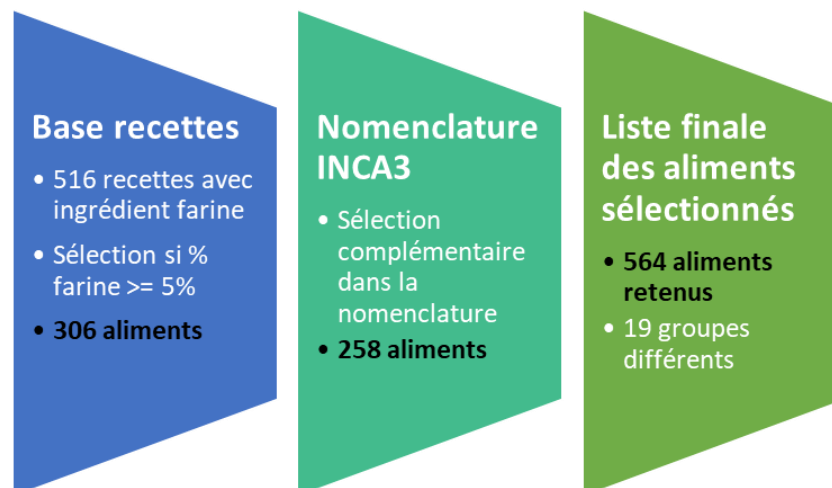 Base recettes
• 516 recettes avec
ingrédient farine
• Sélection si %
farine >= 5%
• 306 aliments
Nomenclature
INCA3
• Sélection
complémentaire
dans la
nomenclature
• 258 aliments
Liste finale
des aliments
sélectionnés
• 564 aliments
retenus
• 19 groupes
différents